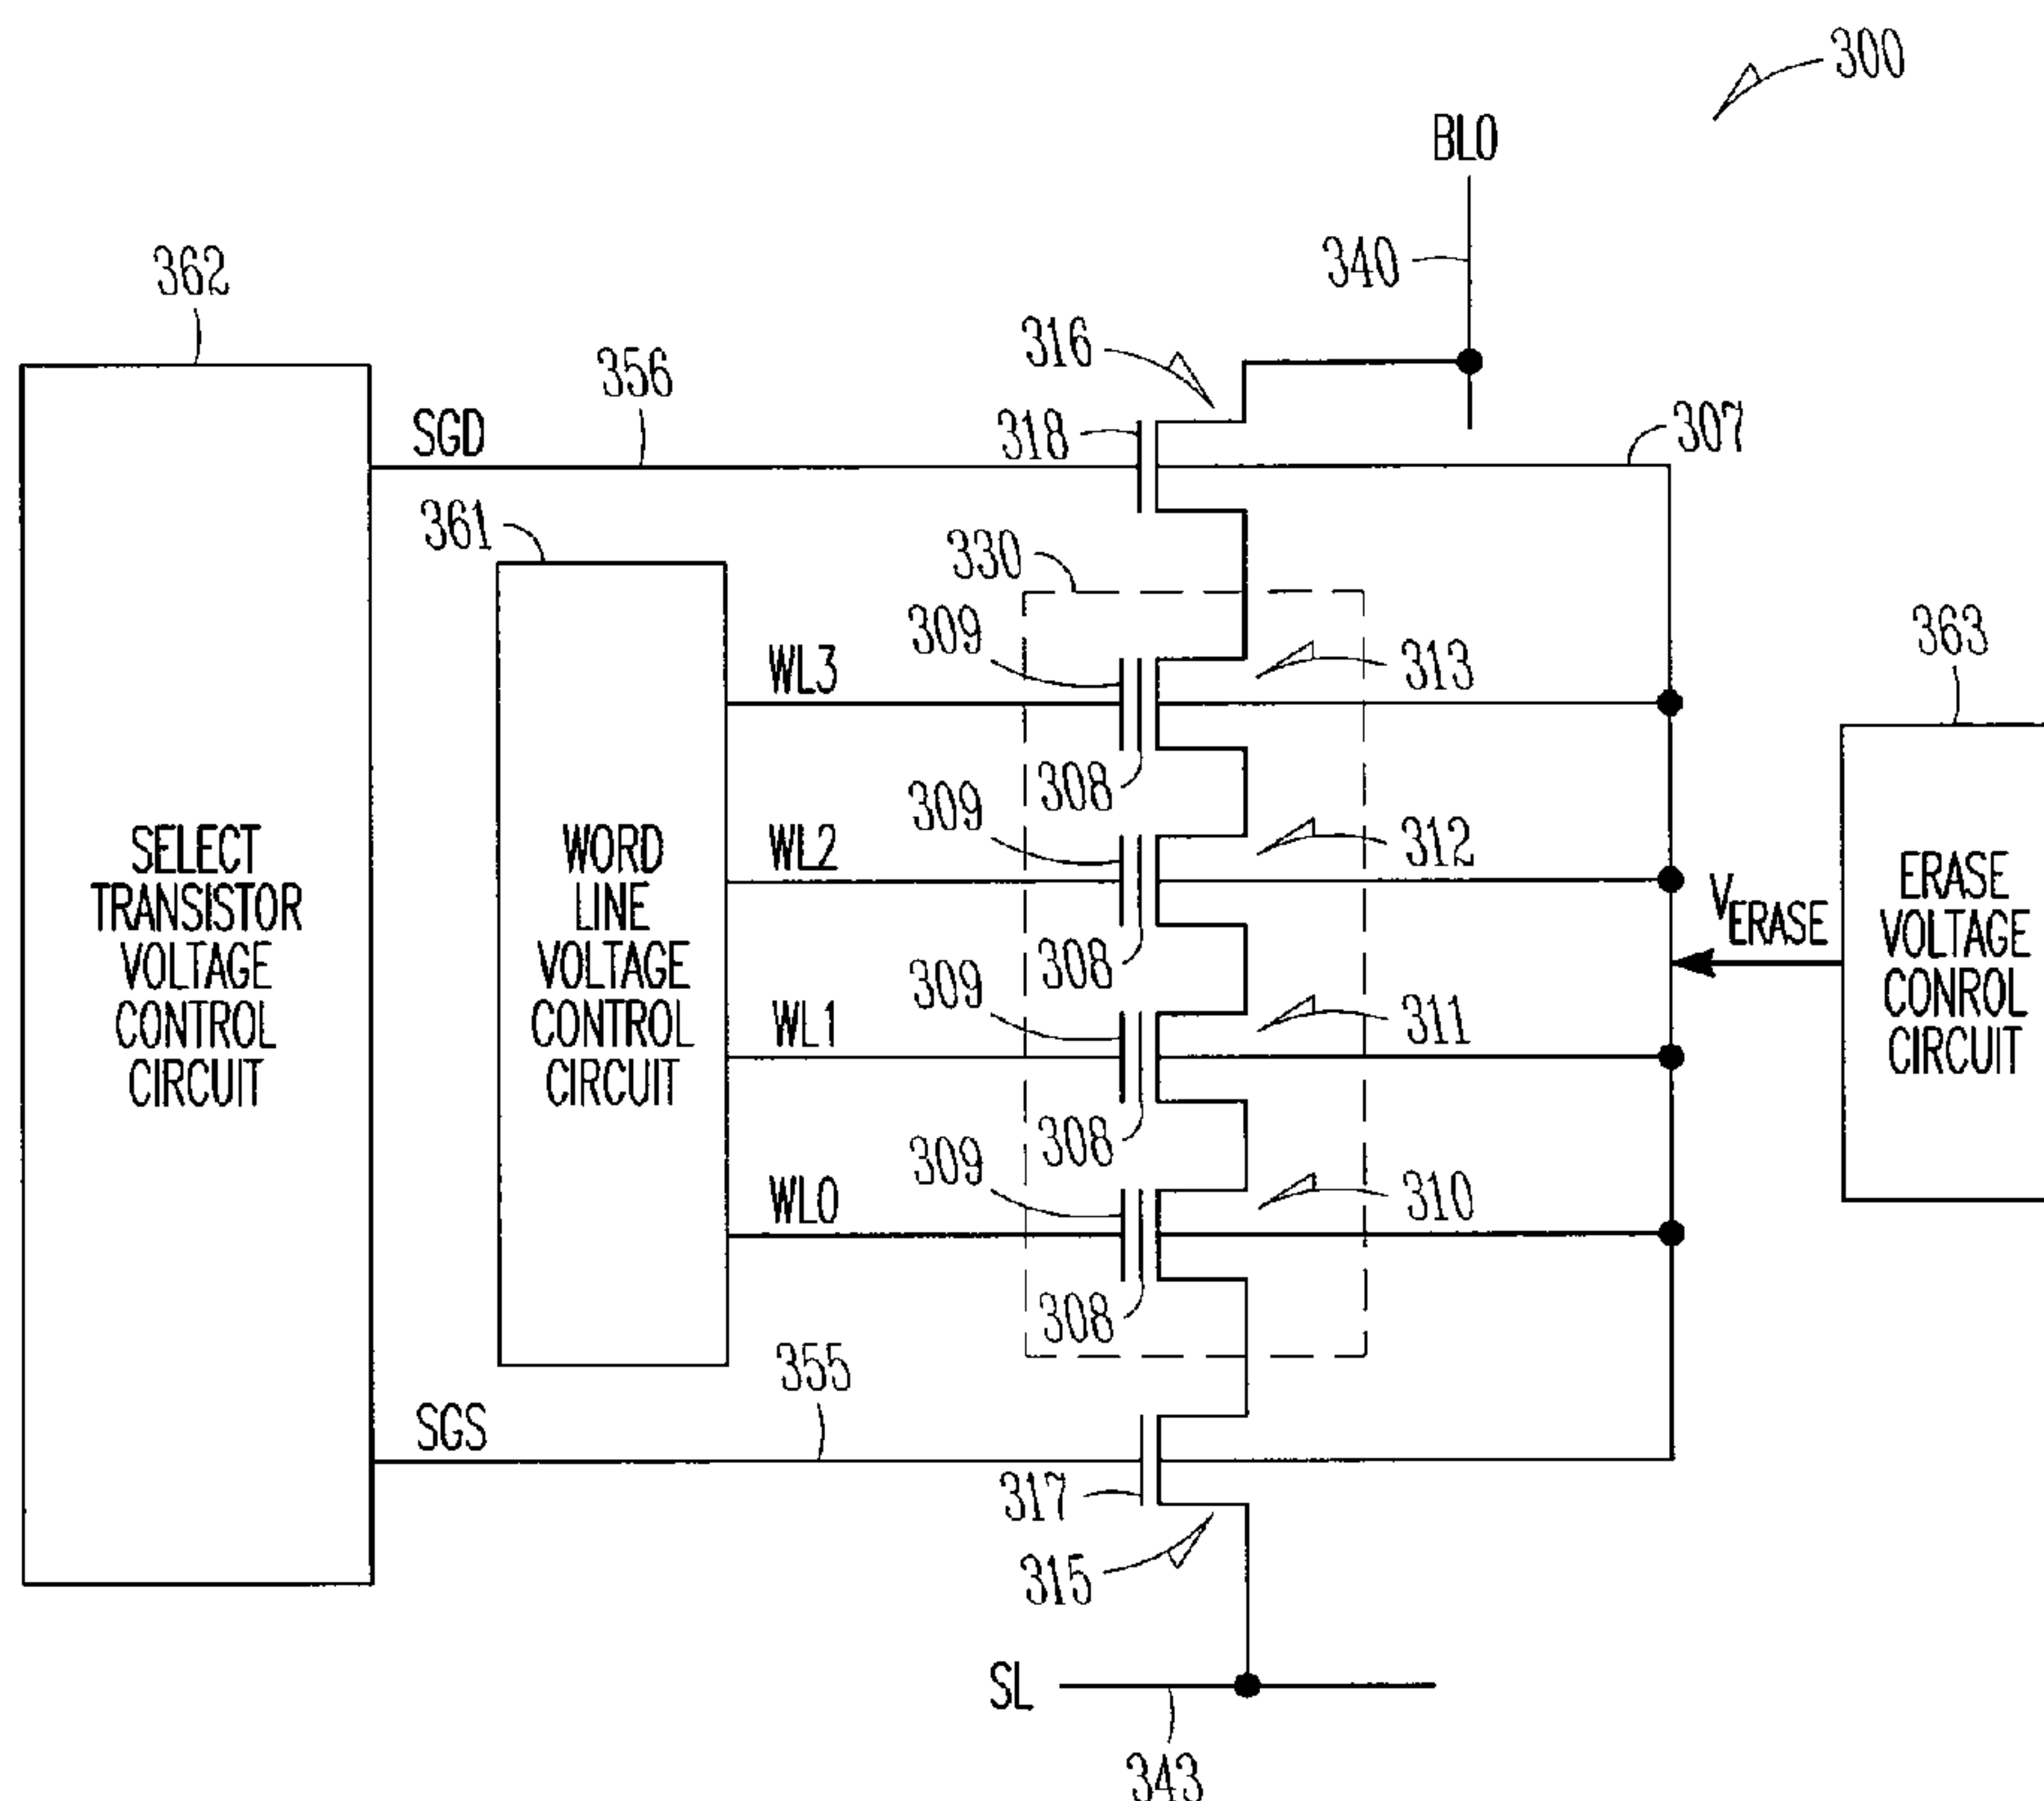 300
BL0
340
362
316
356
SGD
318
307
361
330
309
WL3
313
363
308
309
WL2
312
SELECT
TRANSISTOR
VOLTAGE
CONTROL
CIRCUIT
WORD
LINE
VOLTAGE
CONTROL
CIRCUIT
VERASE
ERASE
VOLTAGE
CONROL
CIRCUIT
308
309
WL1
311
308
309
WL0
310
308
355
SGS
317
315
SL
343